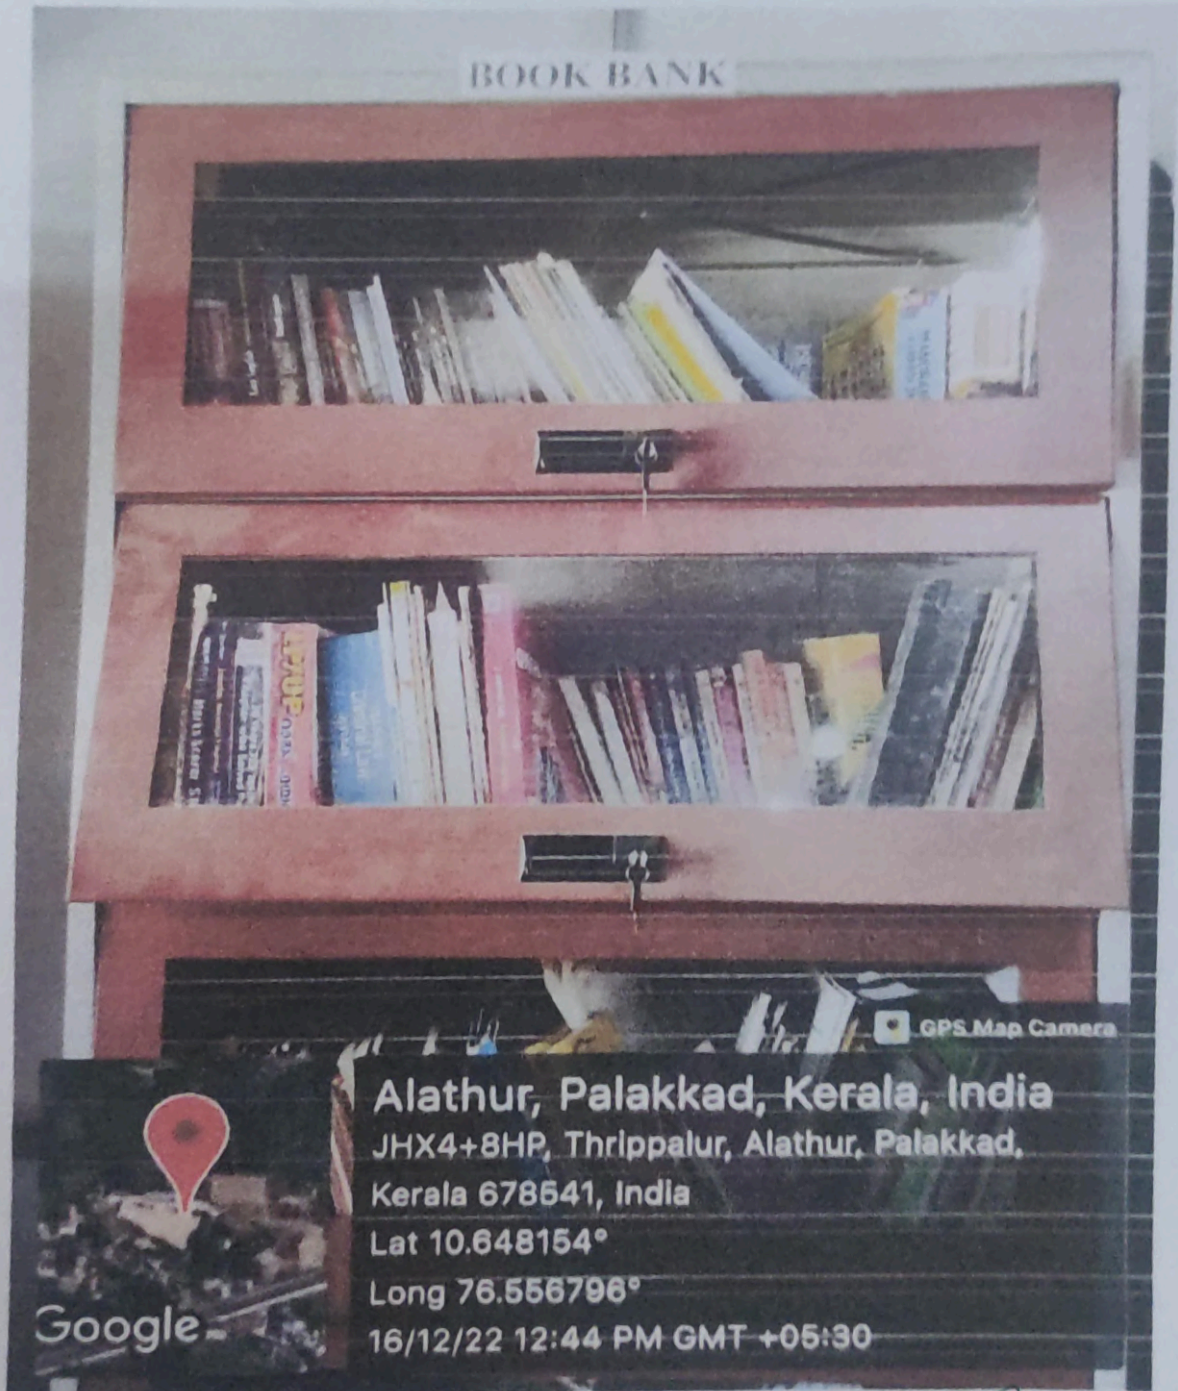 BOOK BANK
GPS Map Camera
Alathur, Palakkad, Kerala, India
JHX4+8HP, Thrippalur, Alathur, Palakkad,
Kerala 678541, India
Lat 10.648154°
Long 76.556796°
16/12/22 12:44 PM GMT +05:30
Google